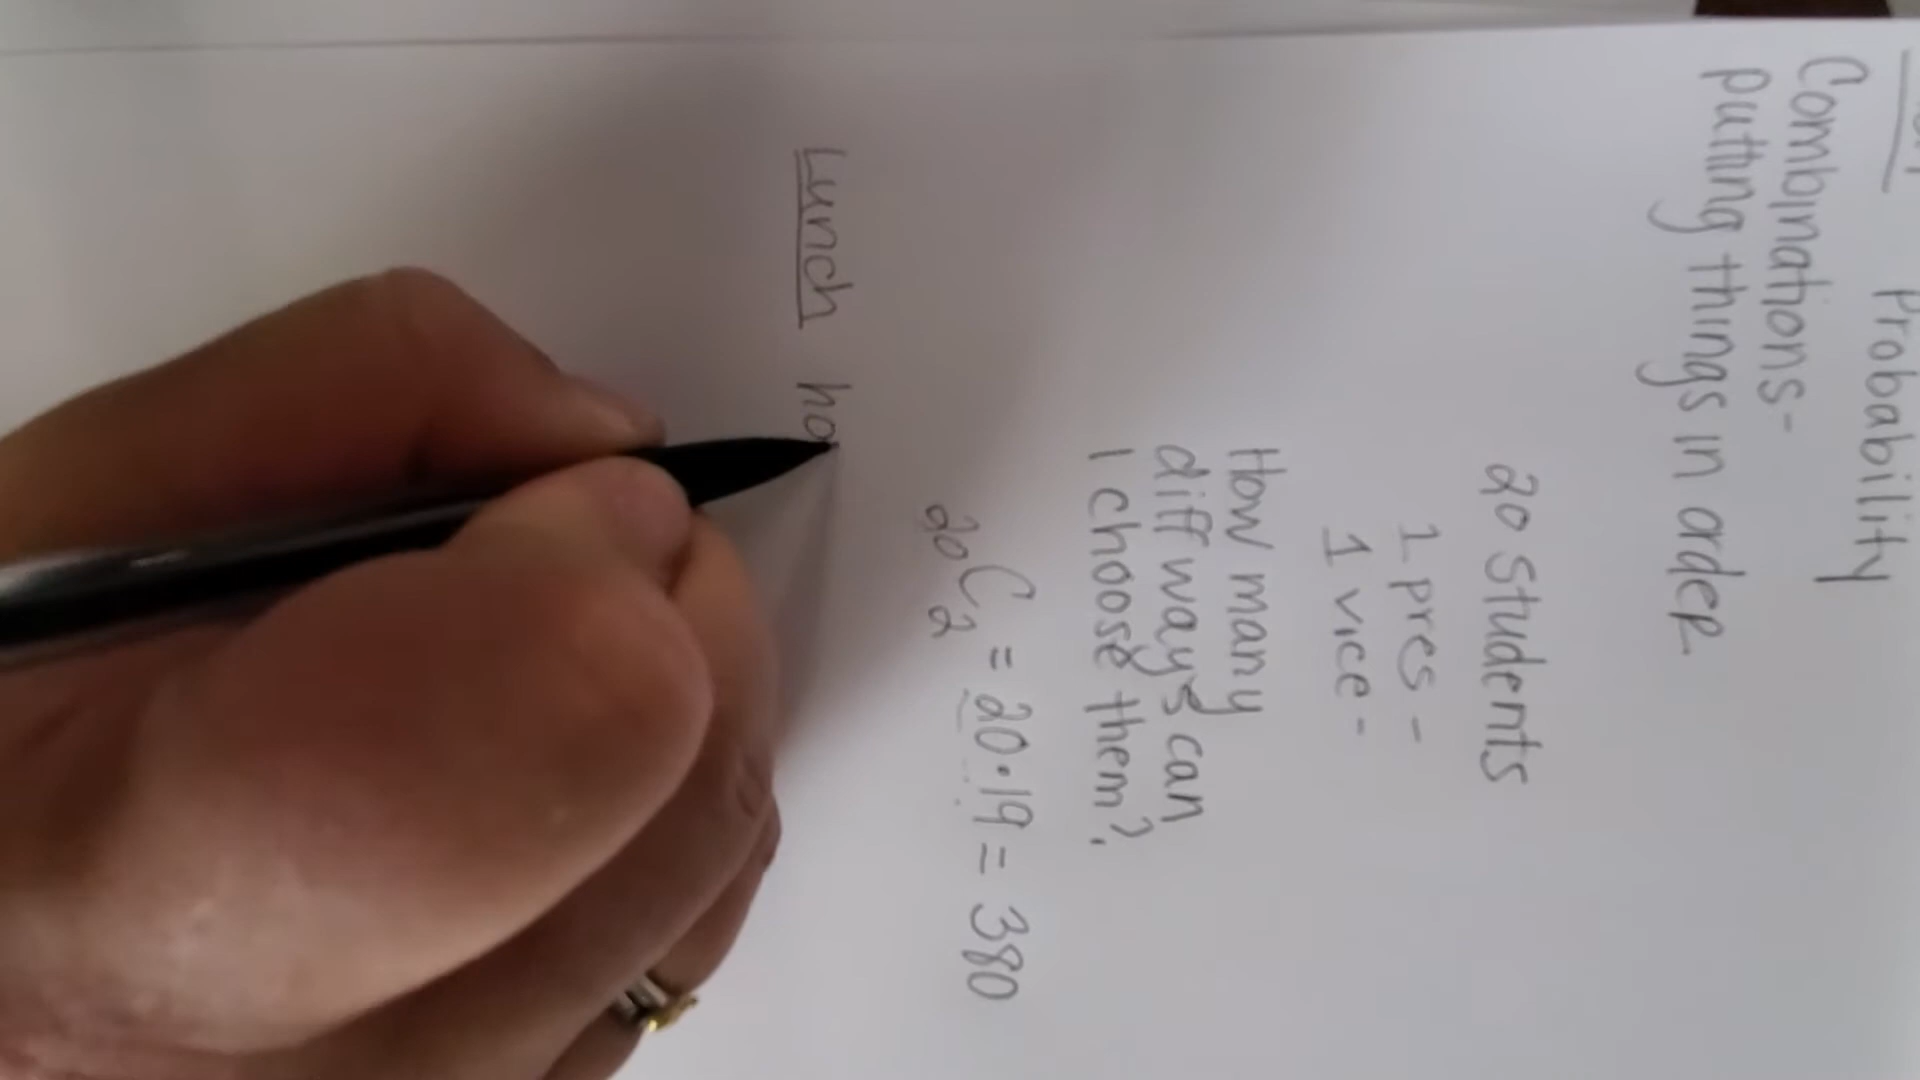 Probability
Combinations-
putting things in order
20 students
1 pres -
1 vice -
How many
diff ways can
I choose them?
20C2 = 20·19 = 380
Lunch ho